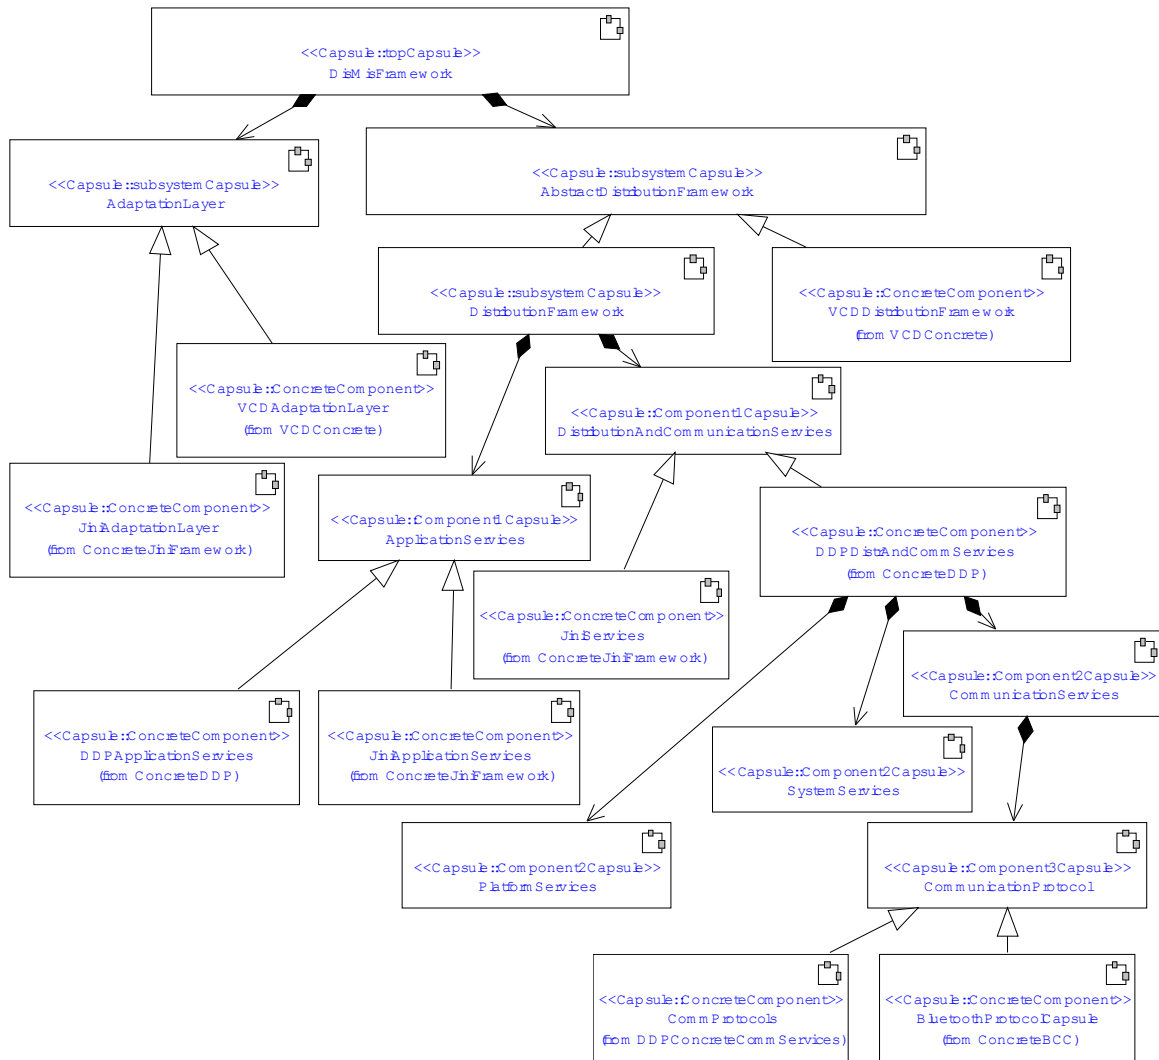 <<Capsule::topCapsule>>
DisMisFramework
<<Capsule::subsystemCapsule>>
AdaptationLayer
<<Capsule::subsystemCapsule>>
AbstractDistributionFramework
<<Capsule::subsystemCapsule>>
DistributionFramework
<<Capsule::ConcreteComponent>>
VCDDistributionFramework
(from VCDConcrete)
<<Capsule::ConcreteComponent>>
VCDAdaptationLayer
(from VCDConcrete)
<<Capsule::Component1Capsule>>
DistributionAndCommunicationServices
<<Capsule::ConcreteComponent>>
JiniAdaptationLayer
(from ConcreteJiniFramework)
<<Capsule::Component1Capsule>>
ApplicationServices
<<Capsule::ConcreteComponent>>
DDPDistrAndCommServices
(from ConcreteDDP)
<<Capsule::ConcreteComponent>>
JiniServices
(from ConcreteJiniFramework)
<<Capsule::Component2Capsule>>
CommunicationServices
<<Capsule::ConcreteComponent>>
DDPApplicationServices
(from ConcreteDDP)
<<Capsule::ConcreteComponent>>
JiniApplicationServices
(from ConcreteJiniFramework)
<<Capsule::Component2Capsule>>
SystemServices
<<Capsule::Component2Capsule>>
PlatformServices
<<Capsule::Component3Capsule>>
CommunicationProtocol
<<Capsule::ConcreteComponent>>
CommProtocols
(from DDPConcreteCommServices)
<<Capsule::ConcreteComponent>>
BluetoothProtocolCapsule
(from ConcreteBCC)